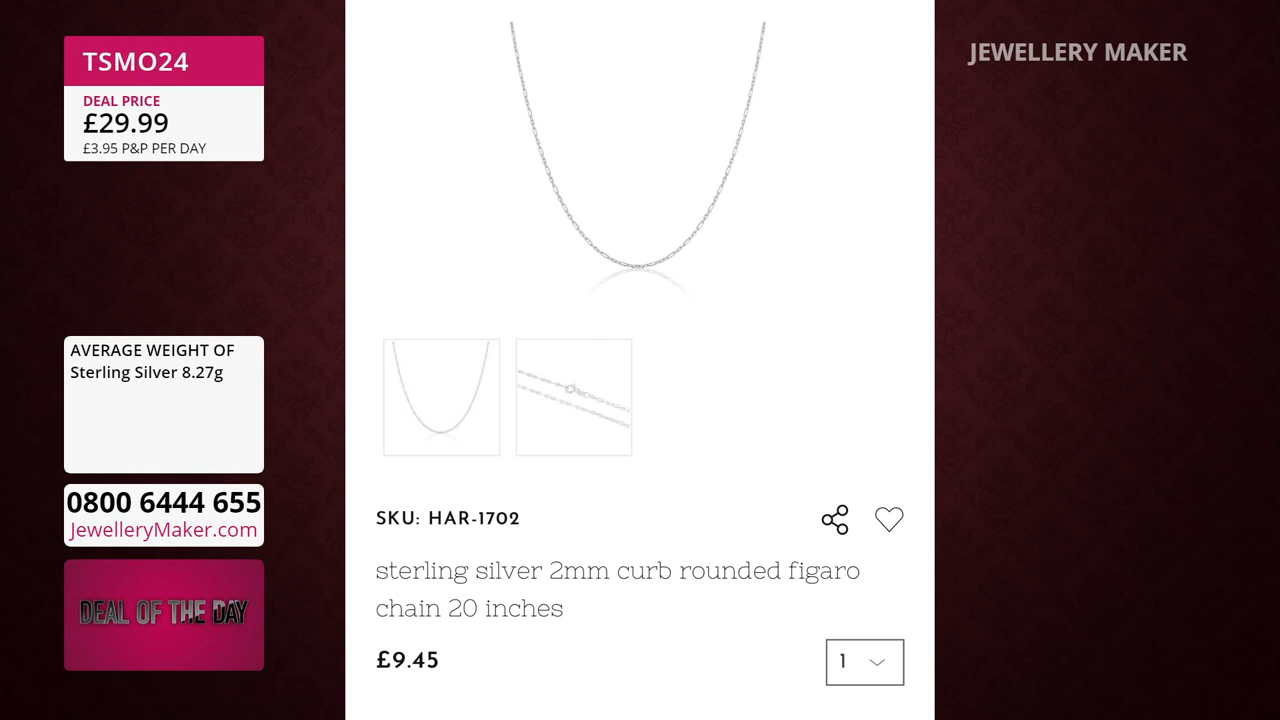 TSMO24
DEAL PRICE
£29.99
£3.95 P&P PER DAY
AVERAGE WEIGHT OF
Sterling Silver 8.27g
0800 6444 655
JewelleryMaker.com
DEAL OF THE DAY
SKU: HAR-1702
sterling silver 2mm curb rounded figaro
chain 20 inches
£9.45
1
JEWELLERY MAKER